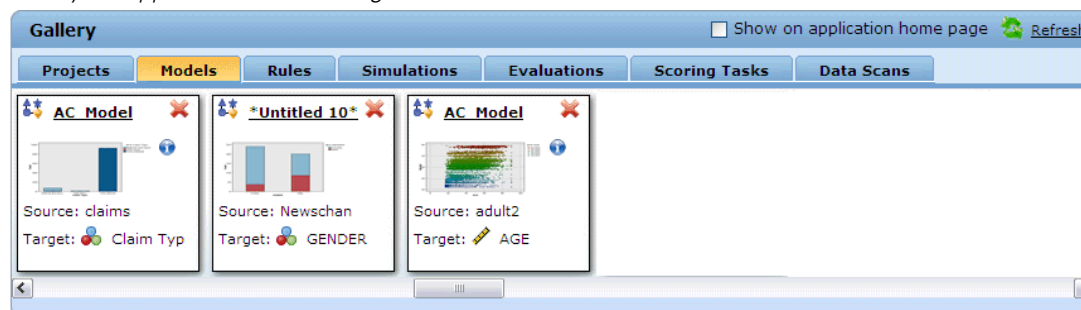 Gallery
Show on application home page Refresh
Projects Models Rules Simulations Evaluations Scoring Tasks Data Scans
AC_Model *Untitled 10* AC_Model
Source: claims Source: Newschan Source: adult2
Target: Claim Typ Target: GENDER Target: AGE